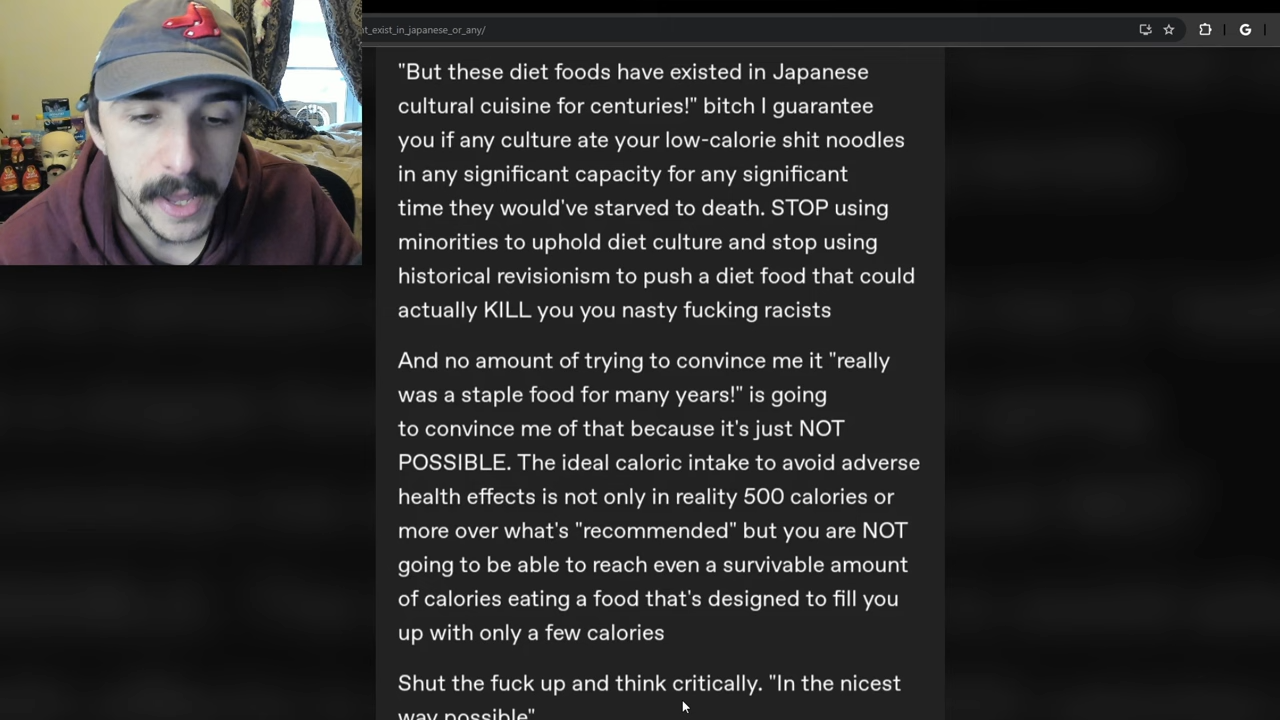 t_exist_in_japanese_or_any/
"But these diet foods have existed in Japanese
cultural cuisine for centuries!" bitch I guarantee
you if any culture ate your low-calorie shit noodles
in any significant capacity for any significant
time they would've starved to death. STOP using
minorities to uphold diet culture and stop using
historical revisionism to push a diet food that could
actually KILL you you nasty fucking racists
And no amount of trying to convince me it "really
was a staple food for many years!" is going
to convince me of that because it's just NOT
POSSIBLE. The ideal caloric intake to avoid adverse
health effects is not only in reality 500 calories or
more over what's "recommended" but you are NOT
going to be able to reach even a survivable amount
of calories eating a food that's designed to fill you
up with only a few calories
Shut the fuck up and think critically. "In the nicest
way possible"